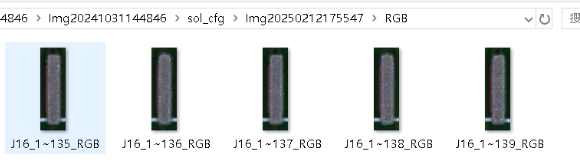 4846 > Img20241031144846 > sol_cfg > Img20250212175547 > RGB
J16_1~135_RGB J16_1~136_RGB J16_1~137_RGB J16_1~138_RGB J16_1~139_RGB